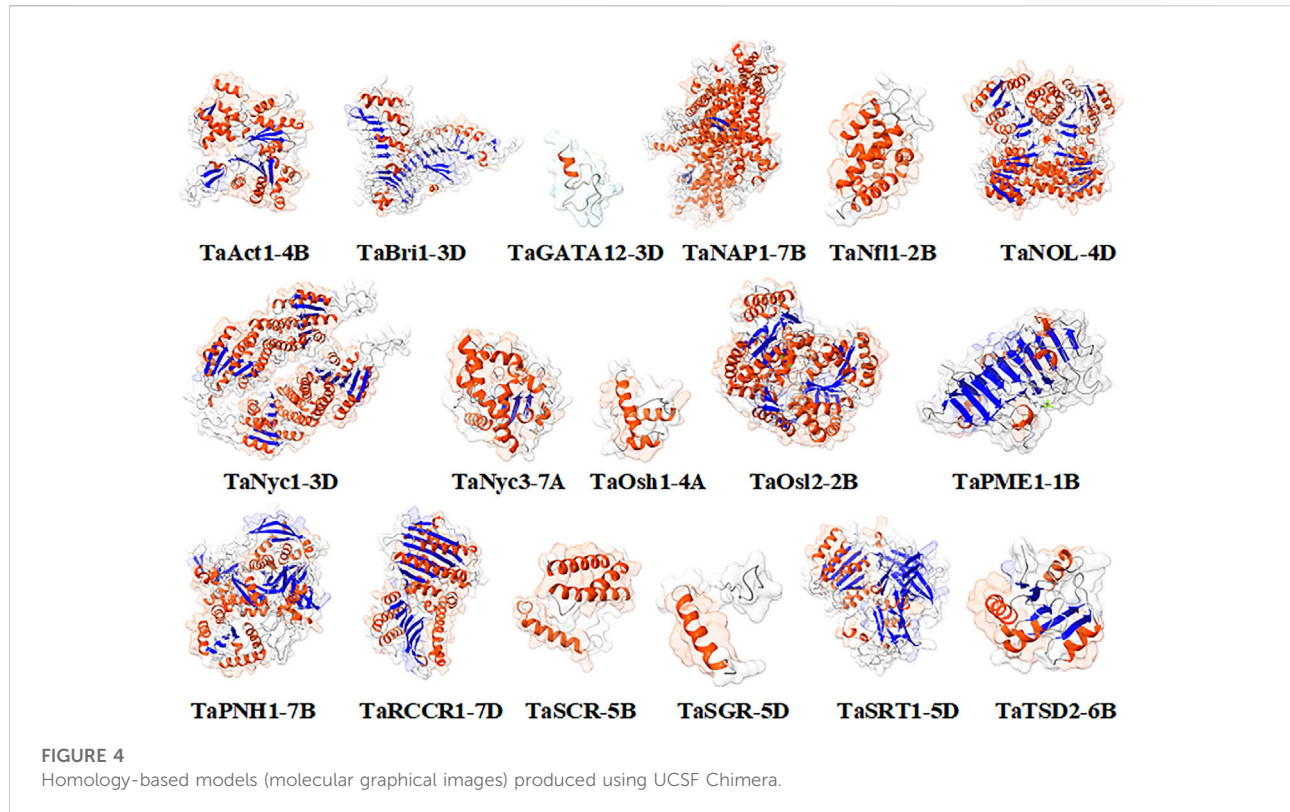 TaAct1-4B TaBri1-3D TaGATA12-3D TaNAP1-7B TaNfl1-2B TaNOL-4D
TaNyc1-3D TaNyc3-7A TaOsh1-4A TaOsl2-2B TaPME1-1B
TaPNH1-7B TaRCCR1-7D TaSCR-5B TaSGR-5D TaSRT1-5D TaTSD2-6B
FIGURE 4
Homology-based models (molecular graphical images) produced using UCSF Chimera.